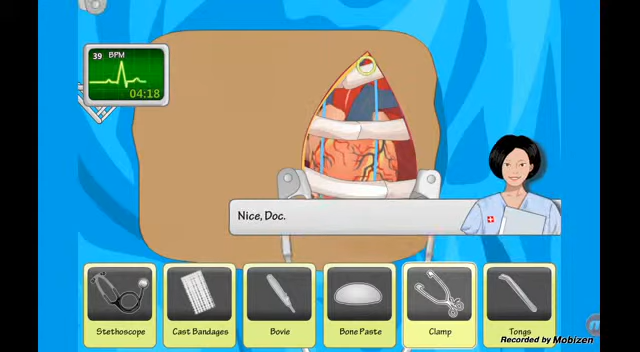 39 BPM
04:18
Nice, Doc.
Stethoscope
Cast Bandages
Bovie
Bone Paste
Clamp
Tongs
Recorded by Mobizen